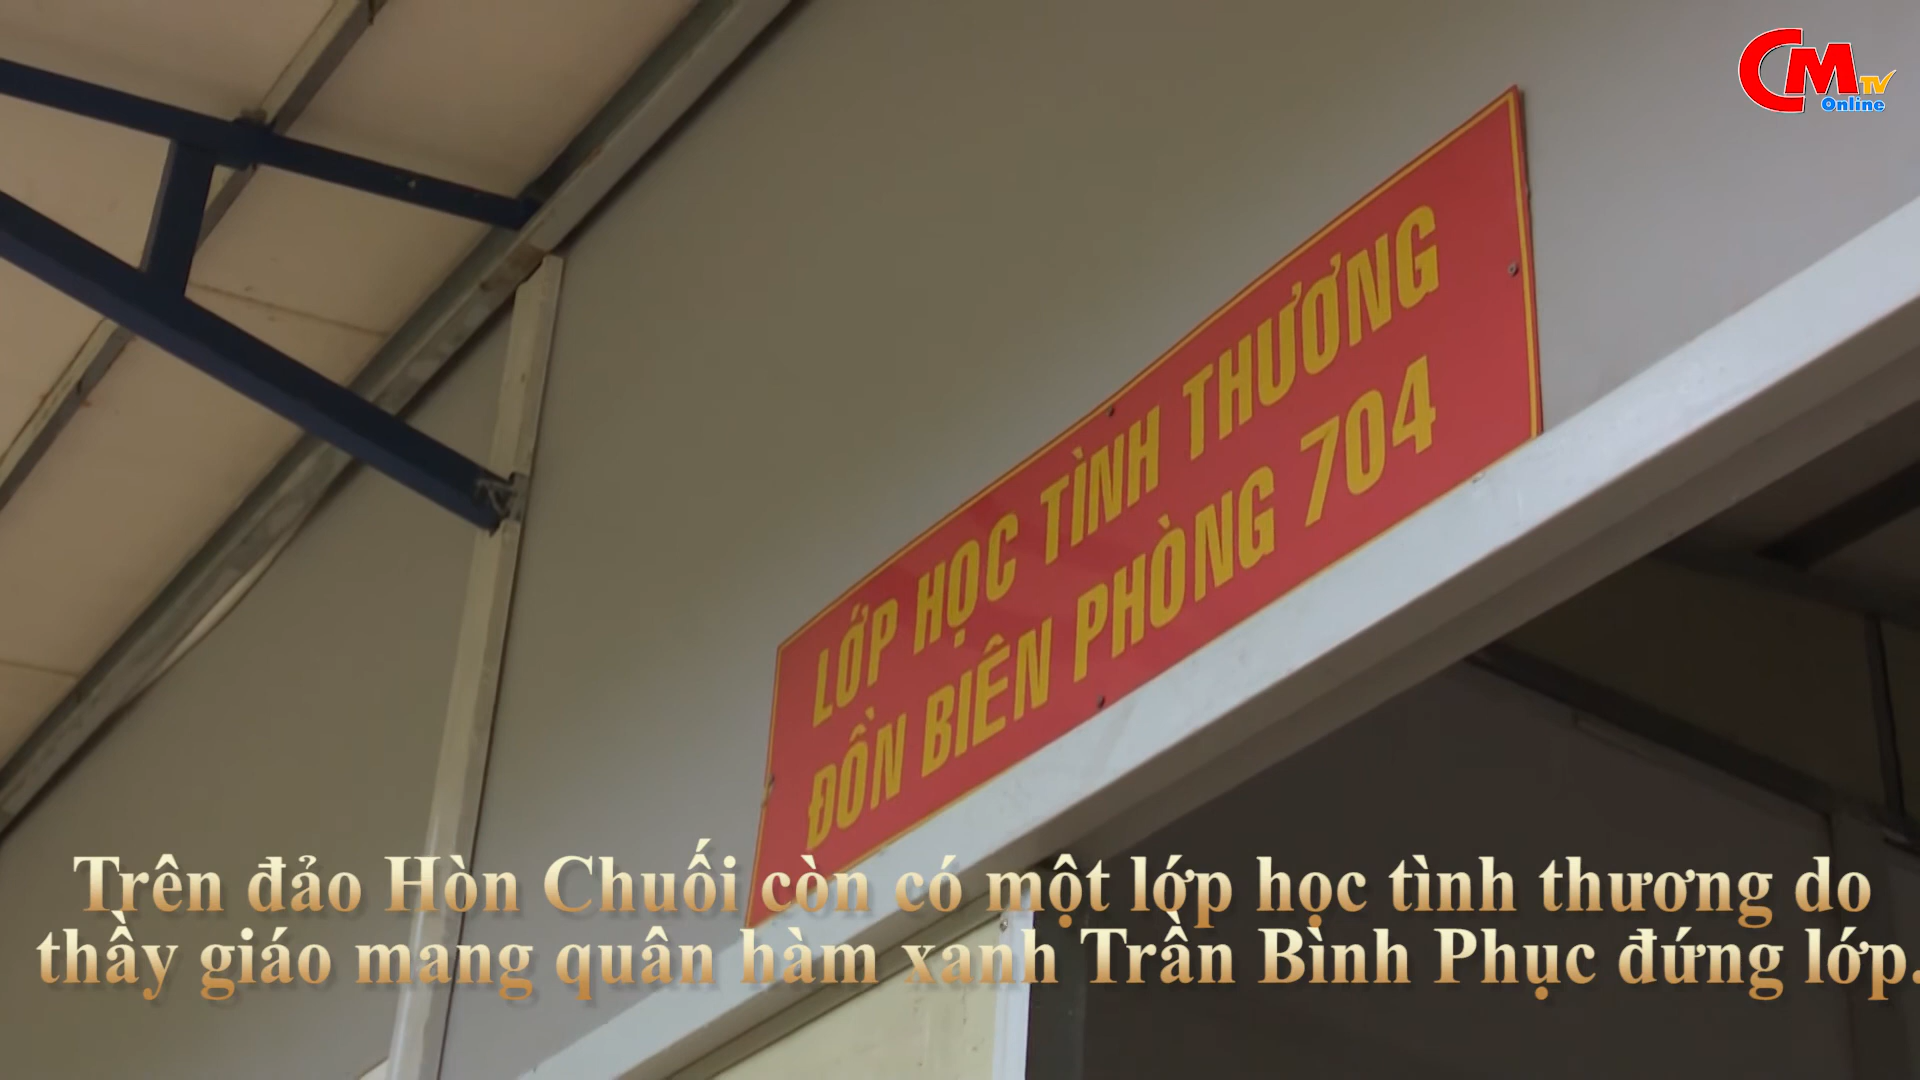 CM TV
Online
LỚP HỌC TÌNH THƯƠNG
ĐỒN BIÊN PHÒNG 704
Trên đảo Hòn Chuối còn có một lớp học tình thương do
thầy giáo mang quân hàm xanh Trần Bình Phục đứng lớp.